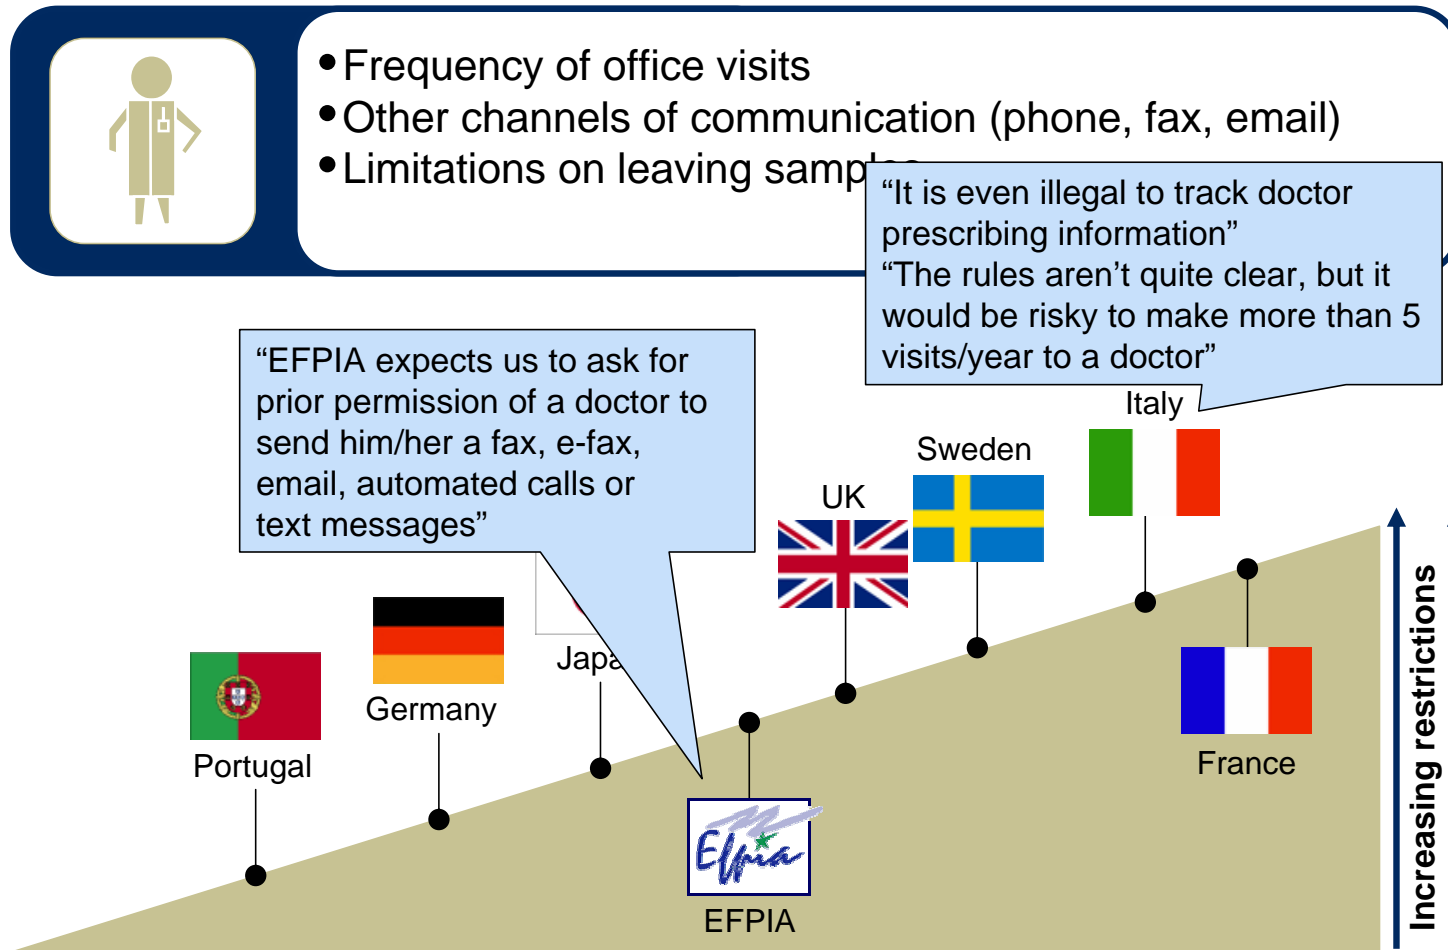 •Frequency of office visits
•Other channels of communication (phone, fax, email)
•Limitations on leaving
“It is even illegal to track doctor
prescribing information”
“The rules aren't quite clear, but it
would be risky to make more than 5
visits/year to a doctor”
“EFPIA expects us to ask for
prior permission of a doctor to
send him/her a fax, e-fax,
email, automated calls or
text messages”
Italy
Sweden
UK
Germany
Portugal
France
Efpia
EFPIA
Increasing restrictions